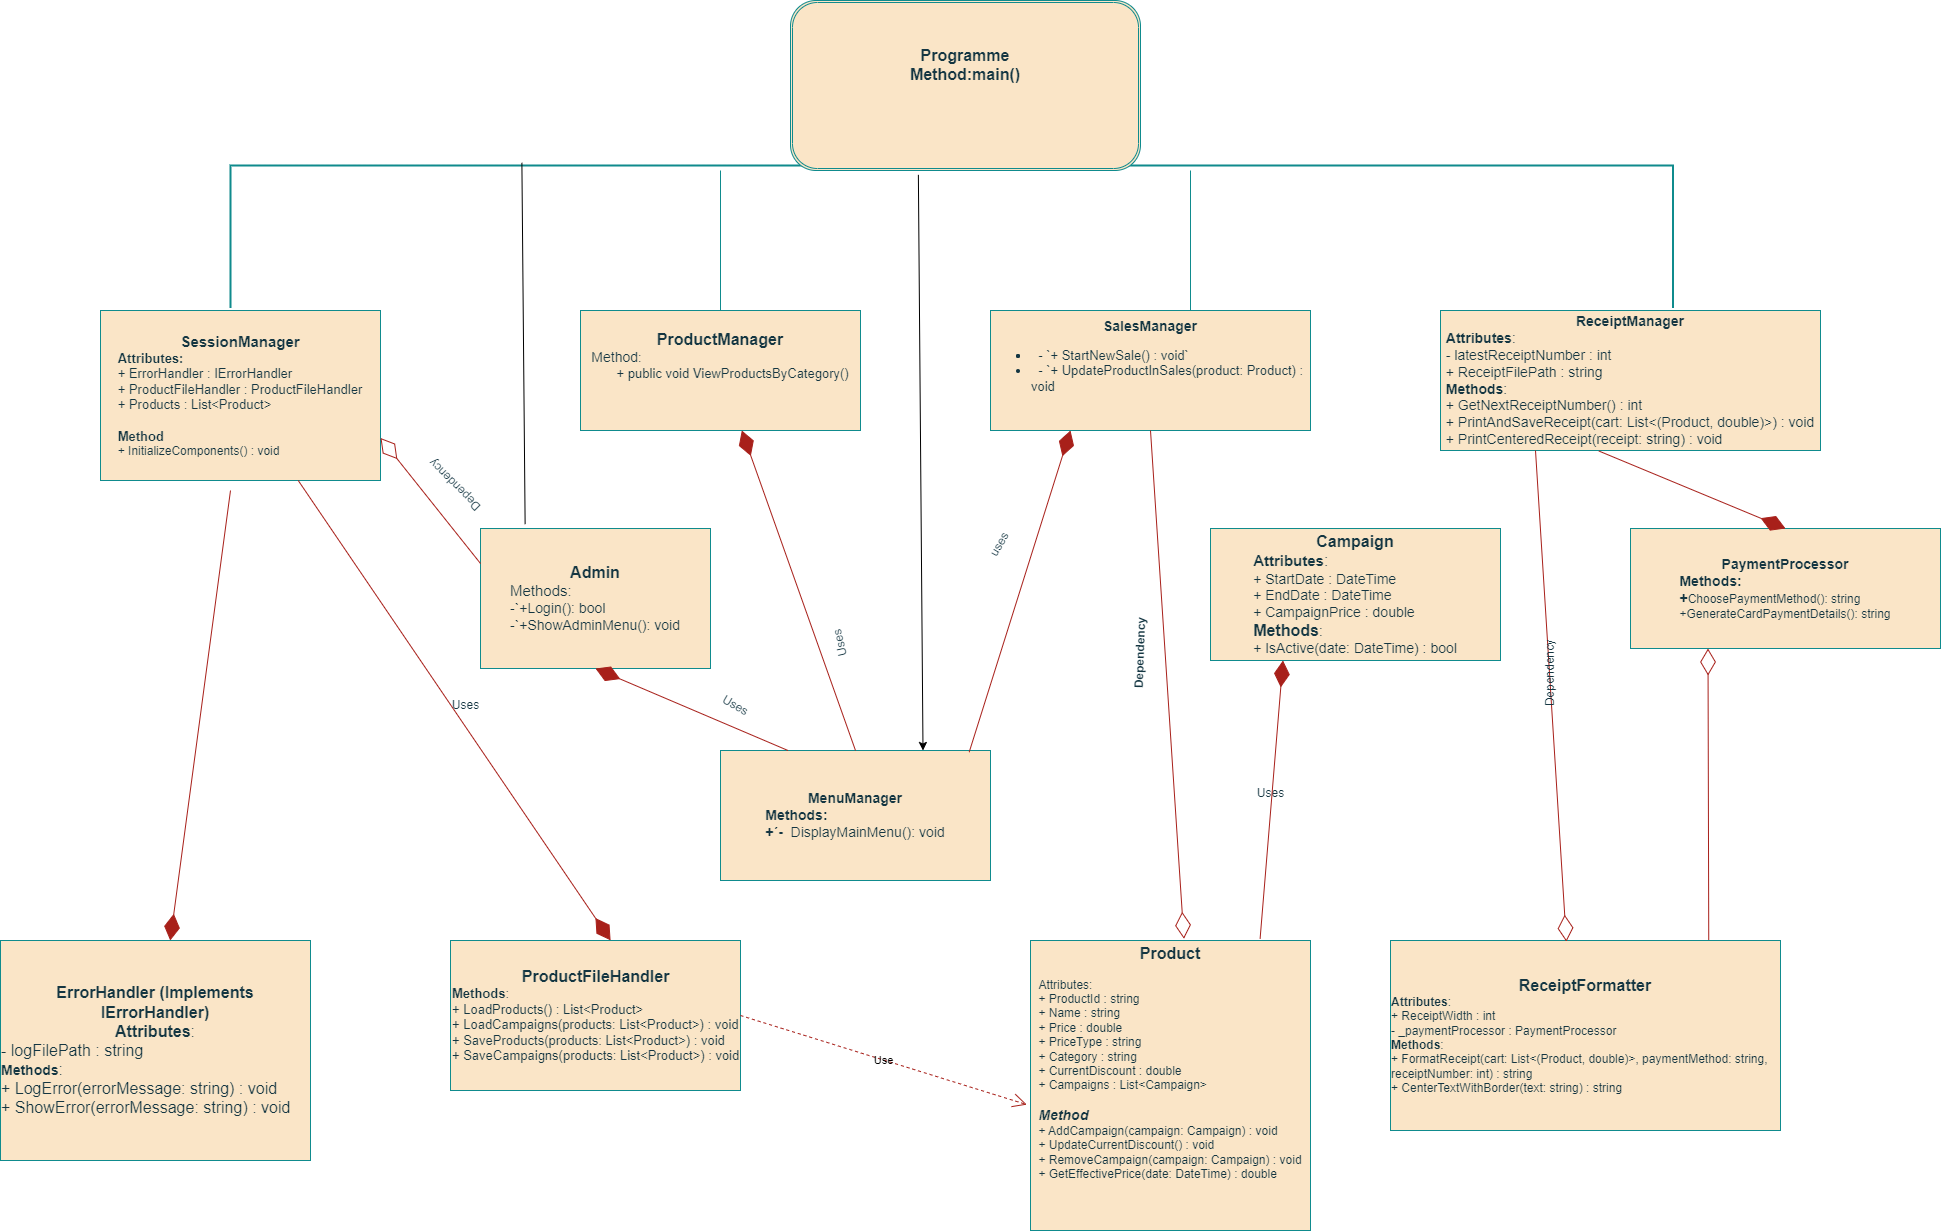 Programme
Method:main()
SessionManager
Attributes:
+ ErrorHandler : IErrorHandler
+ ProductFileHandler : ProductFileHandler
+ Products : List<Product>
Method
+ InitializeComponents() : void
ProductManager
Method:
+ public void ViewProductsByCategory()
SalesManager
• - `+ StartNewSale() : void`
• - `+ UpdateProductInSales(product: Product) :
void
ReceiptManager
Attributes:
- latestReceiptNumber : int
+ ReceiptFilePath : string
Methods:
+ GetNextReceiptNumber() : int
+ PrintAndSaveReceipt(cart: List<(Product, double)>) : void
+ PrintCenteredReceipt(receipt: string) : void
Dependency
Admin
Methods:
-`+Login(): bool
-`+ShowAdminMenu(): void
uses
Campaign
Attributes:
+ StartDate : DateTime
+ EndDate : DateTime
+ CampaignPrice : double
Methods:
+ IsActive(date: DateTime) : bool
PaymentProcessor
Methods:
+ChoosePaymentMethod(): string
+GenerateCardPaymentDetails(): string
Uses
Dependency
Dependency
Uses
Uses
Uses
MenuManager
Methods:
+´- DisplayMainMenu(): void
ErrorHandler (Implements
IErrorHandler)
Attributes:
- logFilePath : string
Methods:
+ LogError(errorMessage: string) : void
+ ShowError(errorMessage: string) : void
ProductFileHandler
Methods:
+ LoadProducts() : List<Product>
+ LoadCampaigns(products: List<Product>) : void
+ SaveProducts(products: List<Product>) : void
+ SaveCampaigns(products: List<Product>) : void
Use
Product
Attributes:
+ ProductId : string
+ Name : string
+ Price : double
+ PriceType : string
+ Category : string
+ CurrentDiscount : double
+ Campaigns : List<Campaign>
Method
+ AddCampaign(campaign: Campaign) : void
+ UpdateCurrentDiscount() : void
+ RemoveCampaign(campaign: Campaign) : void
+ GetEffectivePrice(date: DateTime) : double
ReceiptFormatter
Attributes:
+ ReceiptWidth : int
- _paymentProcessor : PaymentProcessor
Methods:
+ FormatReceipt(cart: List<(Product, double)>, paymentMethod: string,
receiptNumber: int) : string
+ CenterTextWithBorder(text: string) : string